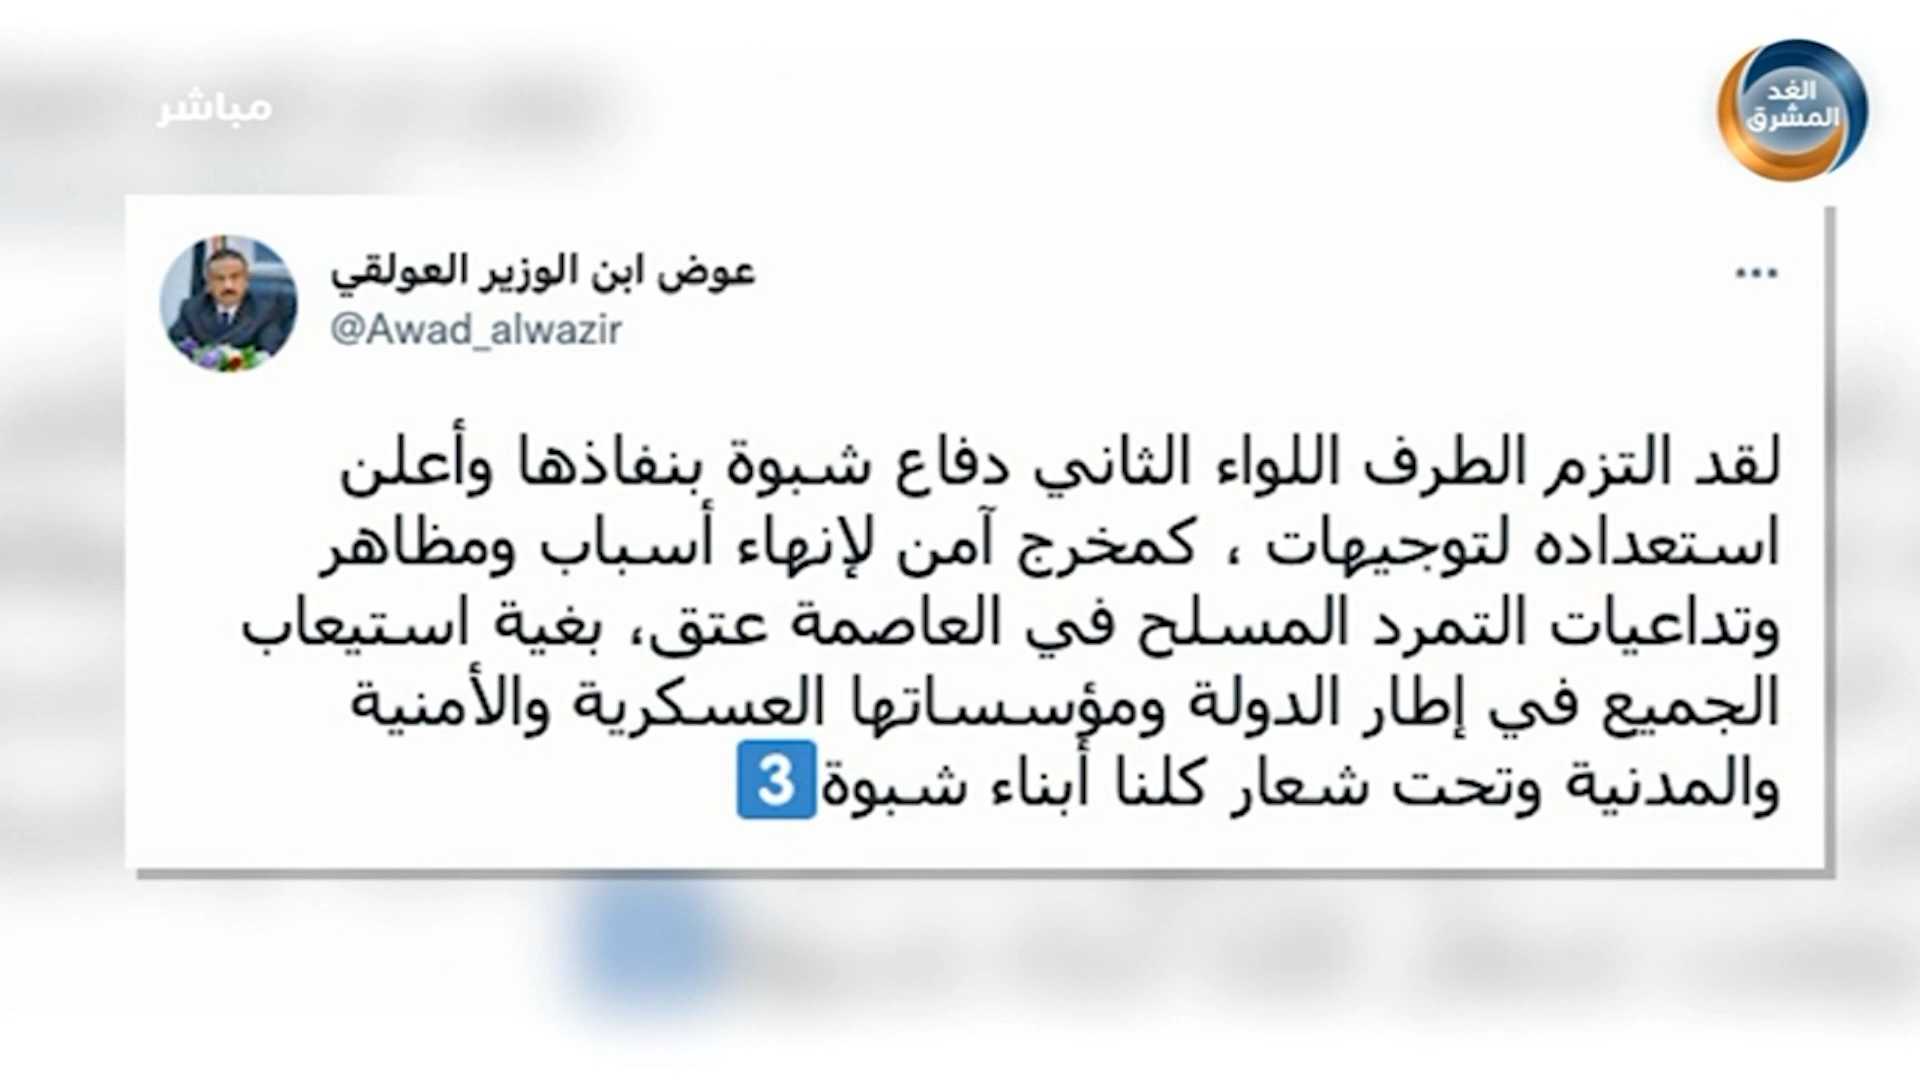 مباشر
الغد
المشرق
عوض ابن الوزير العولقي
@Awad_alwazir
لقد التزم الطرف اللواء الثاني دفاع شبوة بنفاذها وأعلن
استعداده لتوجيهات ، كمخرج آمن لإنهاء أسباب ومظاهر
وتداعيات التمرد المسلح في العاصمة عتق، بغية استيعاب
الجميع في إطار الدولة ومؤسساتها العسكرية والأمنية
والمدنية وتحت شعار كلنا أبناء شبوة3️⃣